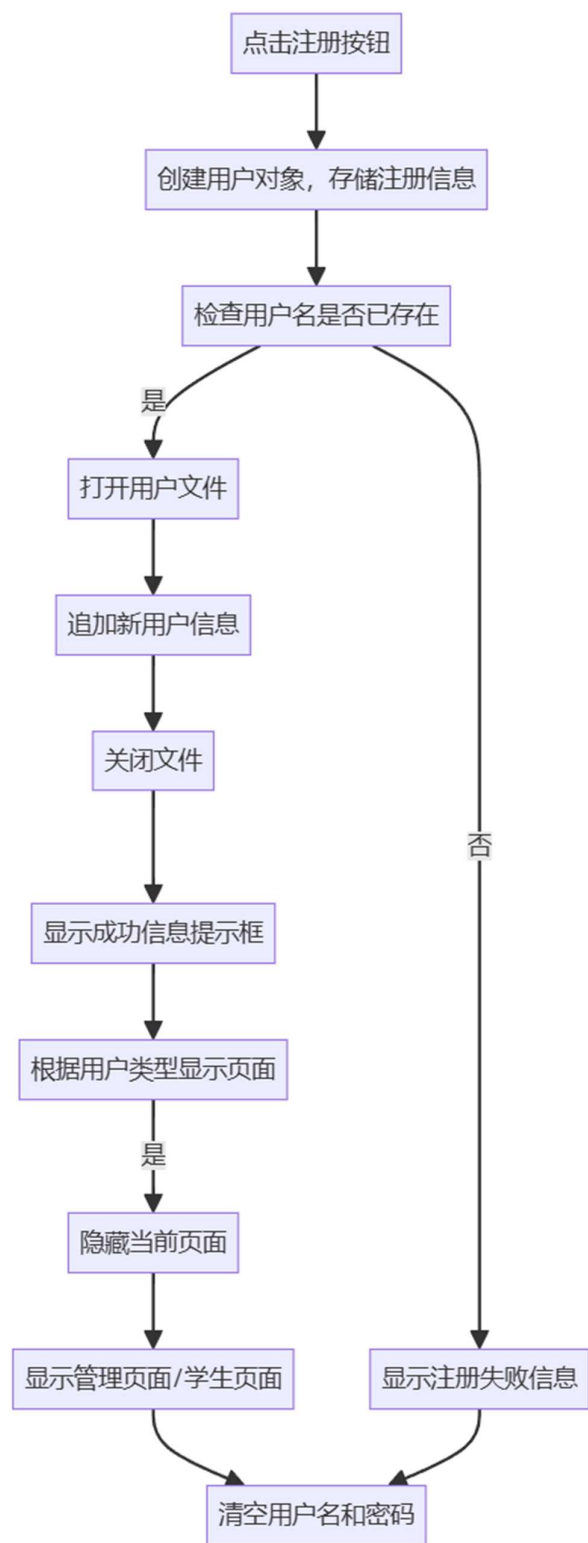 点击注册按钮
创建用户对象，存储注册信息
检查用户名是否已存在
是
打开用户文件
追加新用户信息
关闭文件
否
显示成功信息提示框
根据用户类型显示页面
是
隐藏当前页面
显示管理页面/学生页面
显示注册失败信息
清空用户名和密码